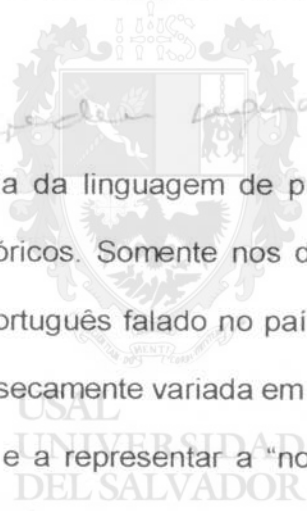 IHS
a da linguagem de p
óricos. Somente nos d
ortuguês falado no paí
secamente variada em
e a representar a "no
USAL
UNIVERSIDAD
DEL SALVADOR